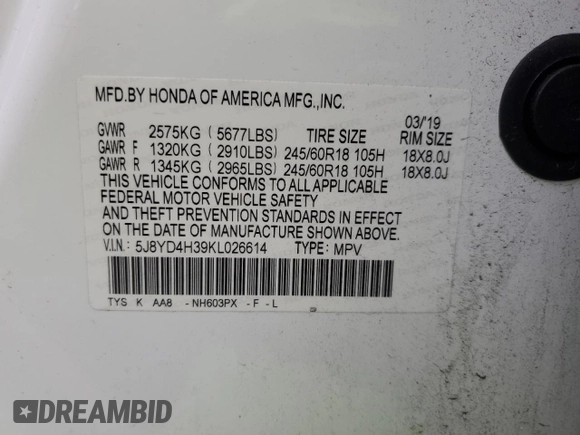 MFD.BY HONDA OF AMERICA MFG.,INC.
03/'19
GVWR 2575KG ( 5677LBS) TIRE SIZE RIM SIZE
GAWR F 1320KG ( 2910LBS) 245/60R18 105H 18X8.0J
GAWR R 1345KG ( 2965LBS) 245/60R18 105H 18X8.0J
THIS VEHICLE CONFORMS TO ALL APPLICABLE
FEDERAL MOTOR VEHICLE SAFETY
AND THEFT PREVENTION STANDARDS IN EFFECT
ON THE DATE OF MANUFACTURE SHOWN ABOVE.
V.I.N.: 5J8YD4H39KL026614 TYPE: MPV
TYS K AA8 -NH603PX -F -L
DREAMBID